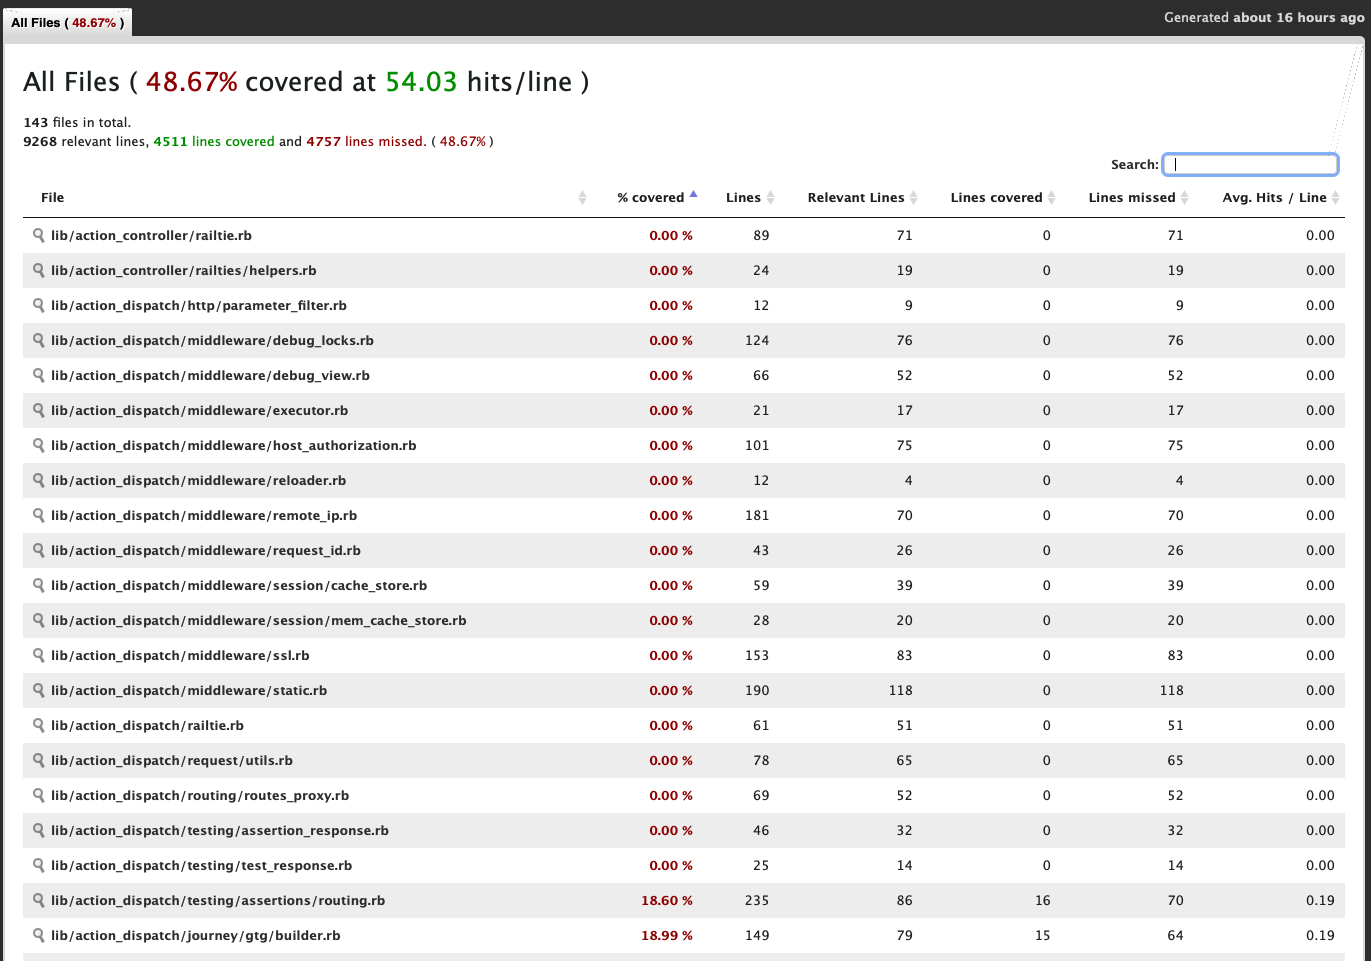 All Files ( 48.67% )
Generated about 16 hours ago
All Files ( 48.67% covered at 54.03 hits/line )
143 files in total.
9268 relevant lines, 4511 lines covered and 4757 lines missed. ( 48.67% )
Search:
File % covered Lines Relevant Lines Lines covered Lines missed Avg. Hits / Line
lib/action_controller/railtie.rb 0.00 % 89 71 0 71 0.00
lib/action_controller/railties/helpers.rb 0.00 % 24 19 0 19 0.00
lib/action_dispatch/http/parameter_filter.rb 0.00 % 12 9 0 9 0.00
lib/action_dispatch/middleware/debug_locks.rb 0.00 % 124 76 0 76 0.00
lib/action_dispatch/middleware/debug_view.rb 0.00 % 66 52 0 52 0.00
lib/action_dispatch/middleware/executor.rb 0.00 % 21 17 0 17 0.00
lib/action_dispatch/middleware/host_authorization.rb 0.00 % 101 75 0 75 0.00
lib/action_dispatch/middleware/reloader.rb 0.00 % 12 4 0 4 0.00
lib/action_dispatch/middleware/remote_ip.rb 0.00 % 181 70 0 70 0.00
lib/action_dispatch/middleware/request_id.rb 0.00 % 43 26 0 26 0.00
lib/action_dispatch/middleware/session/cache_store.rb 0.00 % 59 39 0 39 0.00
lib/action_dispatch/middleware/session/mem_cache_store.rb 0.00 % 28 20 0 20 0.00
lib/action_dispatch/middleware/ssl.rb 0.00 % 153 83 0 83 0.00
lib/action_dispatch/middleware/static.rb 0.00 % 190 118 0 118 0.00
lib/action_dispatch/railtie.rb 0.00 % 61 51 0 51 0.00
lib/action_dispatch/request/utils.rb 0.00 % 78 65 0 65 0.00
lib/action_dispatch/routing/routes_proxy.rb 0.00 % 69 52 0 52 0.00
lib/action_dispatch/testing/assertion_response.rb 0.00 % 46 32 0 32 0.00
lib/action_dispatch/testing/test_response.rb 0.00 % 25 14 0 14 0.00
lib/action_dispatch/testing/assertions/routing.rb 18.60 % 235 86 16 70 0.19
lib/action_dispatch/journey/gtg/builder.rb 18.99 % 149 79 15 64 0.19